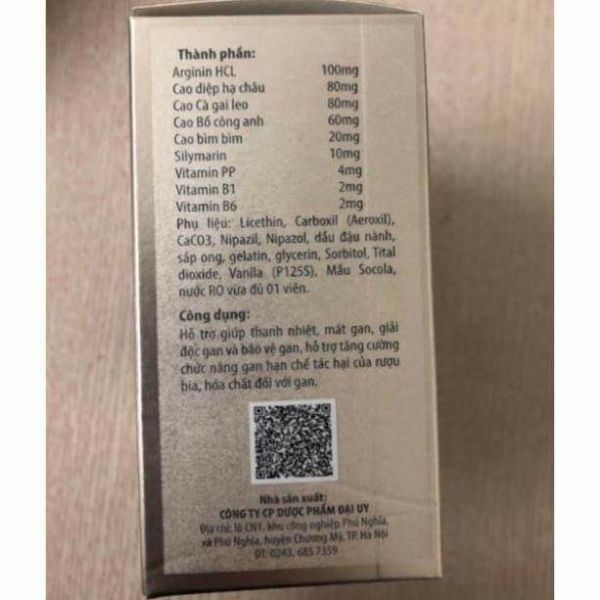 Thành phần:
Arginin HCL 100mg
Cao diệp hạ châu 80mg
Cao Cà gai leo 80mg
Cao Bồ công anh 60mg
Cao bìm bìm 20mg
Silymarin 10mg
Vitamin PP 4mg
Vitamin B1 2mg
Vitamin B6 2mg
Phụ liệu: Licethin, Carboxil (Aeroxil),
CaCO3, Nipazil, Nipazol, dầu đậu nành,
sáp ong, gelatin, glycerin, Sorbitol, Tital
dioxide, Vanila (P125S), Mầu Socola,
nước RO vừa đủ 01 viên.
Công dụng:
Hỗ trợ giúp thanh nhiệt, mát gan, giải
độc gan và bảo vệ gan, hỗ trợ tăng cường
chức năng gan hạn chế tác hại của rượu
bia, hóa chất đối với gan.
Nhà sản xuất:
CÔNG TY CP DƯỢC PHẨM ĐẠI UY
Địa chỉ: lô CN1, khu công nghiệp Phú Nghĩa,
xã Phú Nghĩa, huyện Chương Mỹ, TP. Hà Nội
ĐT: 0243. 685 7359